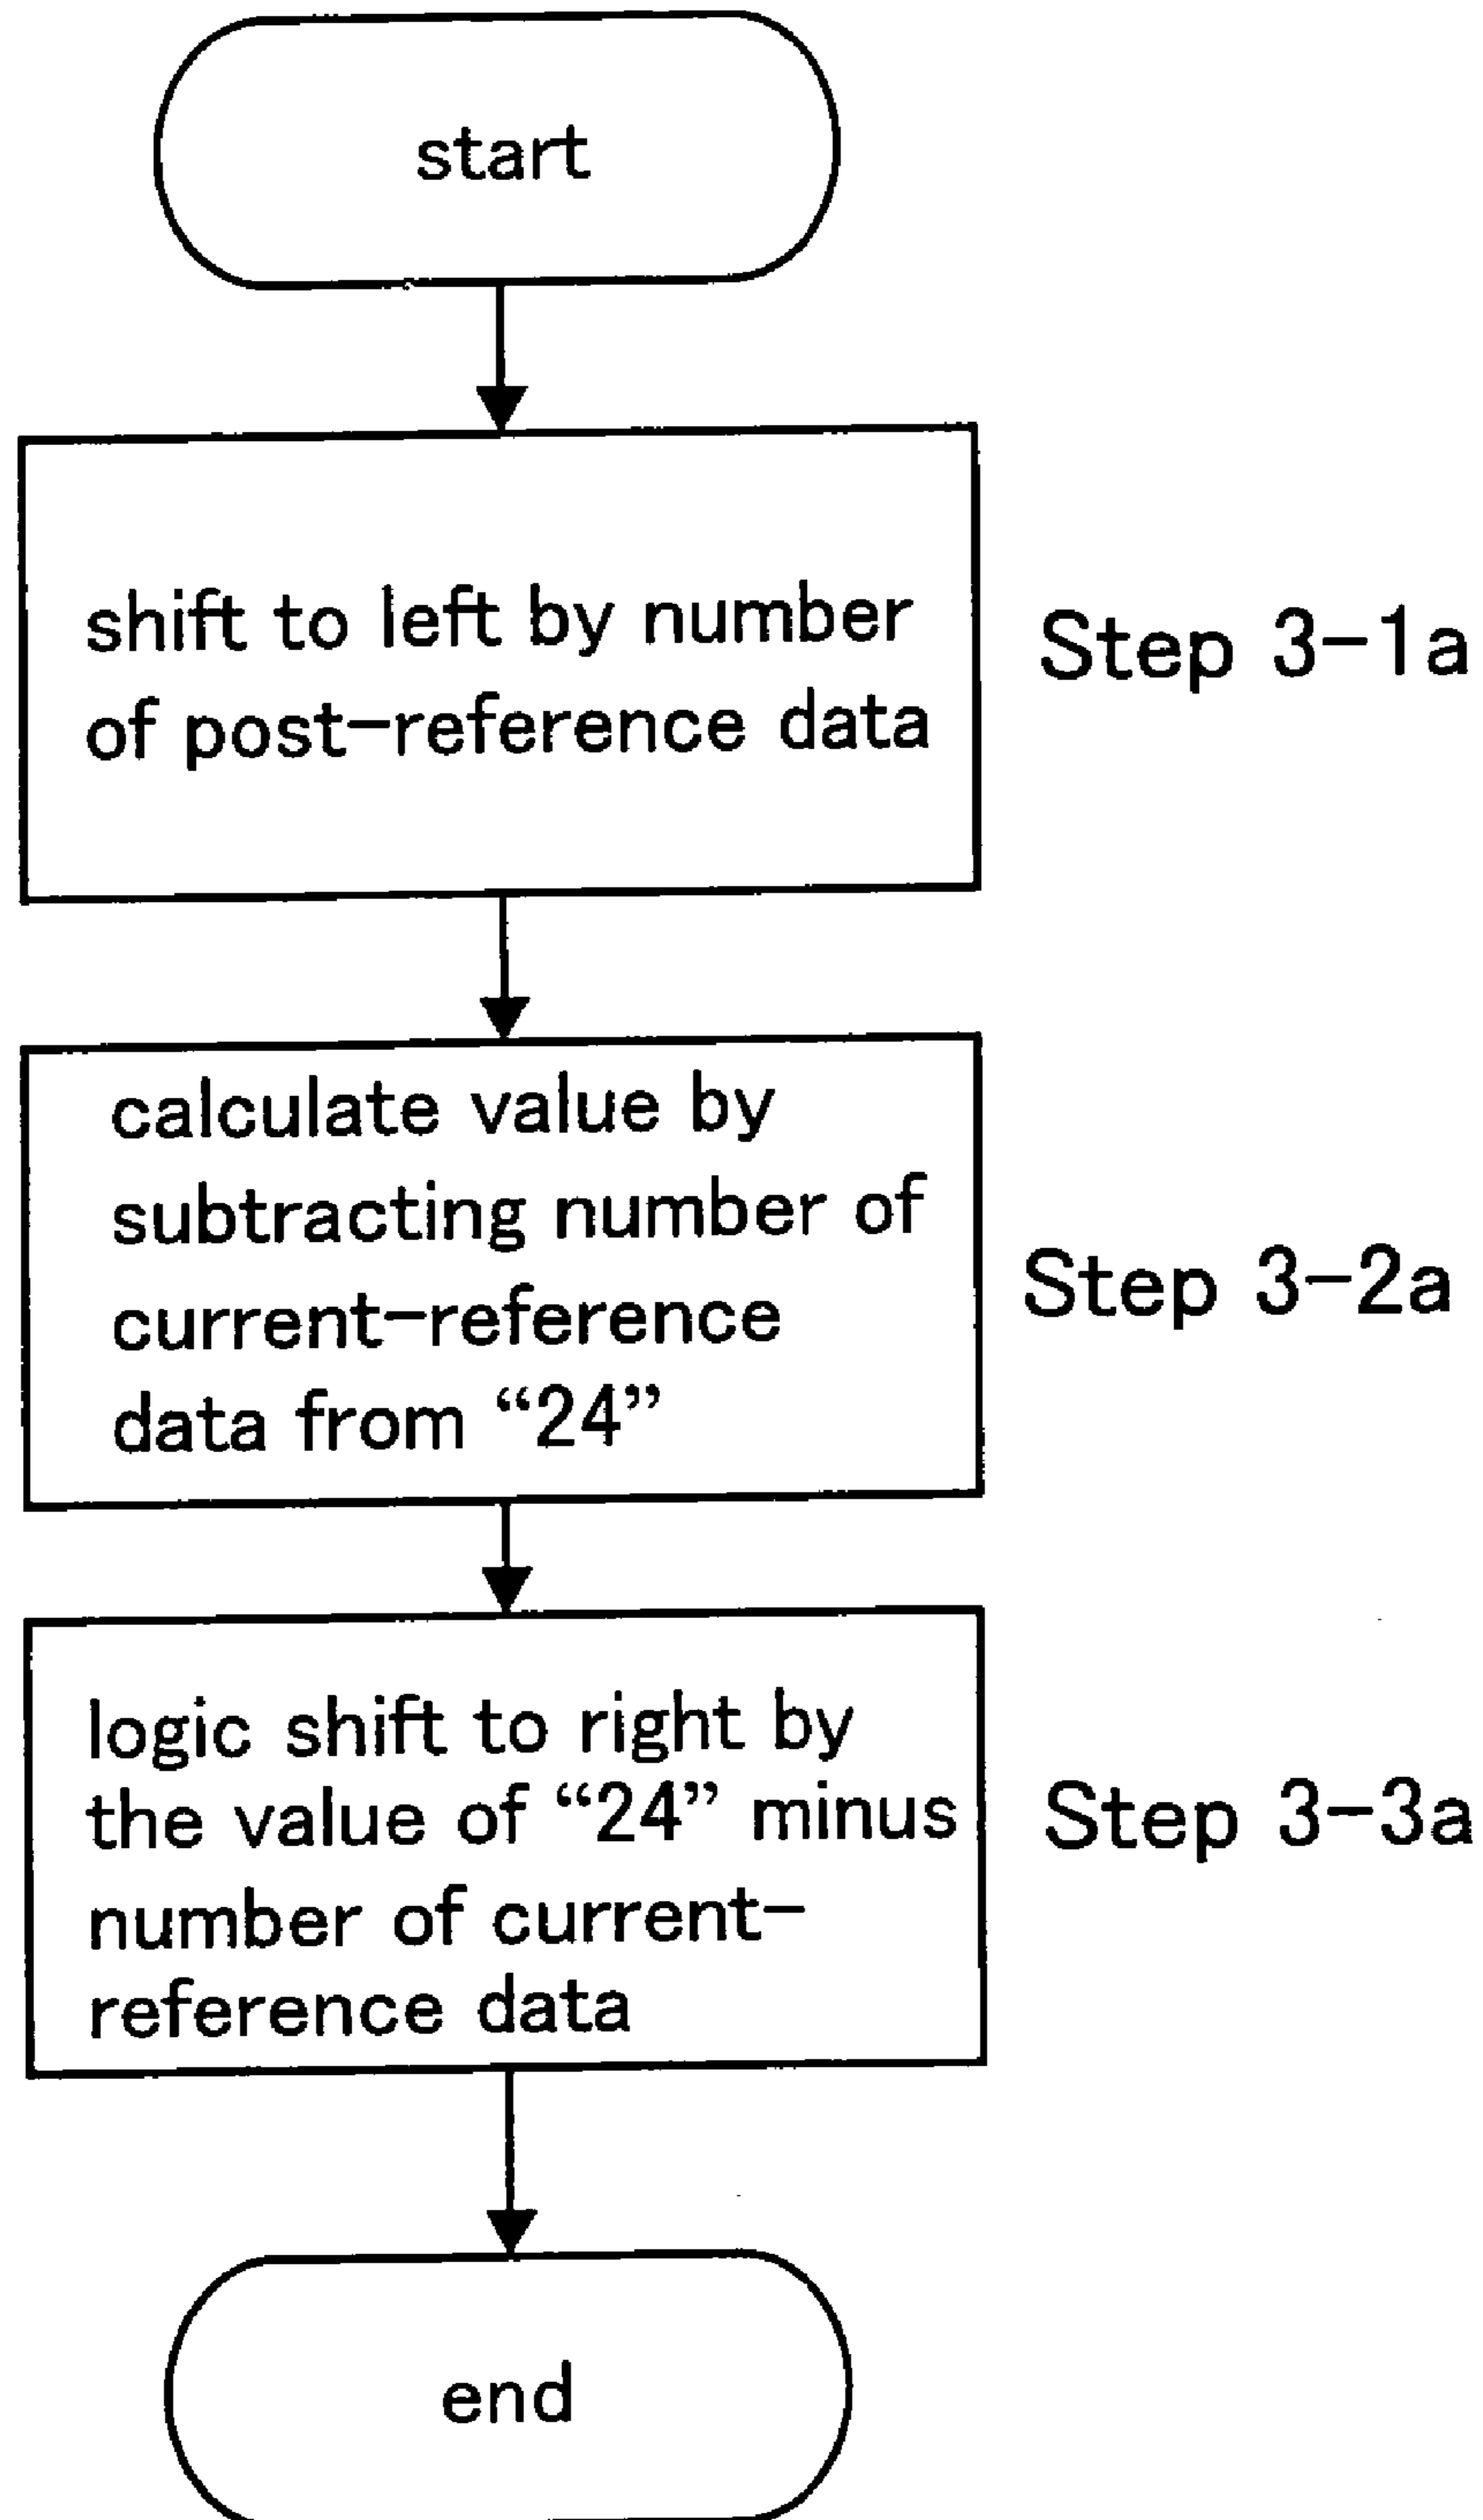 start
shift to left by number
of post-reference data
Step 3-1a
calculate value by
subtracting number of
current-reference
data from “24”
Step 3-2a
logic shift to right by
the value of “24” minus
number of current-
reference data
Step 3-3a
end